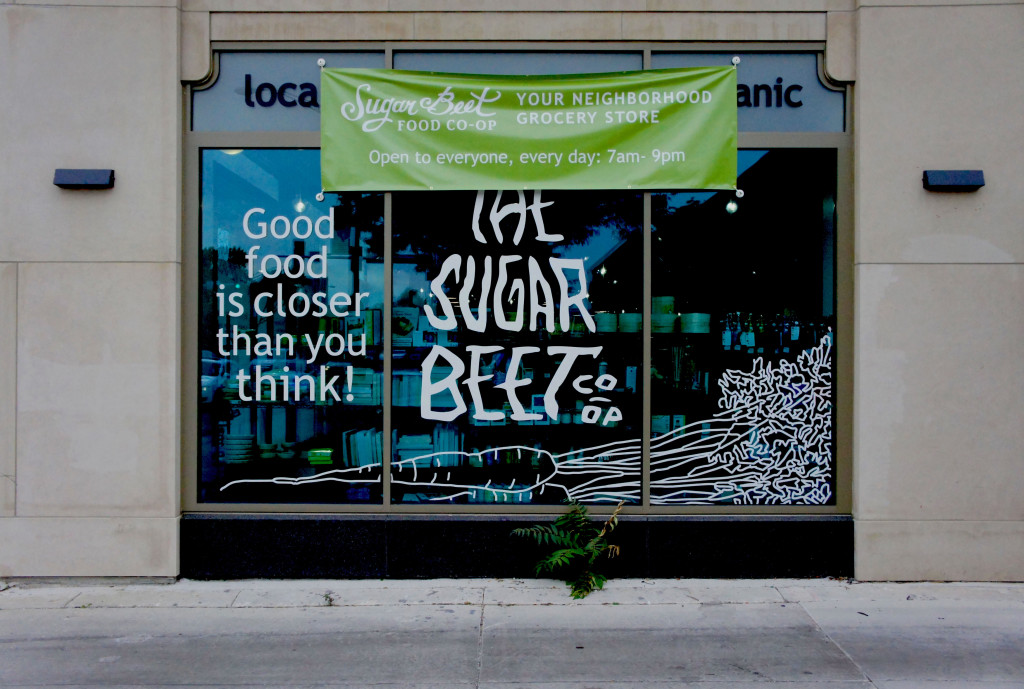 loca
anic
Sugar Beet
FOOD CO-OP
YOUR NEIGHBORHOOD
GROCERY STORE
Open to everyone, every day: 7am- 9pm
Good
food
is closer
than you
think!
THE
SUGAR
BEET
CO
OP